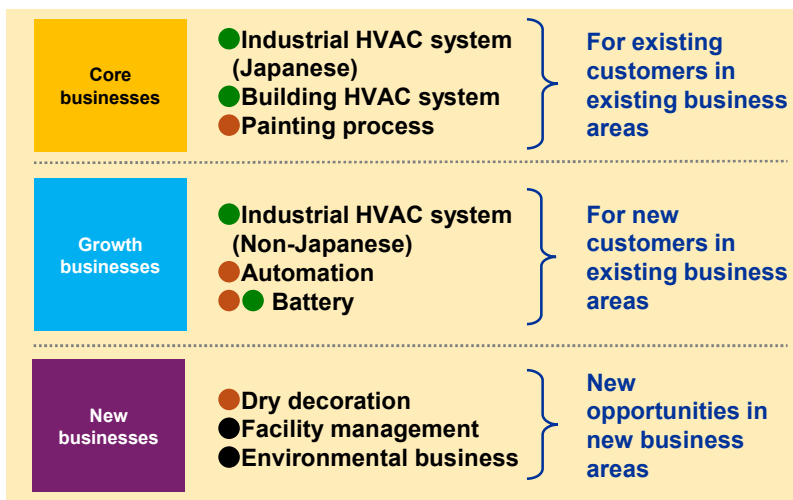 Core
businesses
Industrial HVAC system
(Japanese)
Building HVAC system
Painting process
For existing
customers in
existing business
areas
Growth
businesses
Industrial HVAC system
(Non-Japanese)
Automation
Battery
For new
customers in
existing business
areas
New
businesses
Dry decoration
Facility management
Environmental business
New
opportunities in
new business
areas